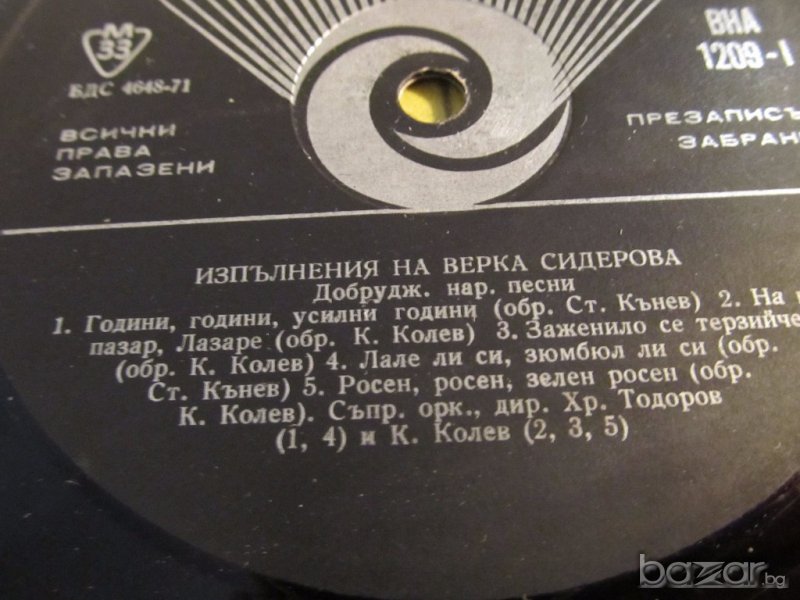 М
33
БДС 4648-71
ВСИЧНИ
ПРАВА
ЗАПАЗЕНИ
ВНА
1209-I
ПРЕЗАПИСЪ
ЗАБРАН
ИЗПЪЛНЕНИЯ НА ВЕРКА СИДЕРОВА
Добрудж. нар. песни
1. Години, години, усилни години (обр. Ст. Кънев) 2. На
пазар, Лазаре (обр. К. Колев) 3. Заженило се терзийче
(обр. К. Колев) 4. Лале ли си, зюмбюл ли си (обр.
Ст. Кънев) 5. Росен, росен, зелен росен (обр.
К. Колев). Съпр. орк., дир. Хр. Тодоров
(1, 4) и К. Колев (2, 3, 5)
bazar.bg